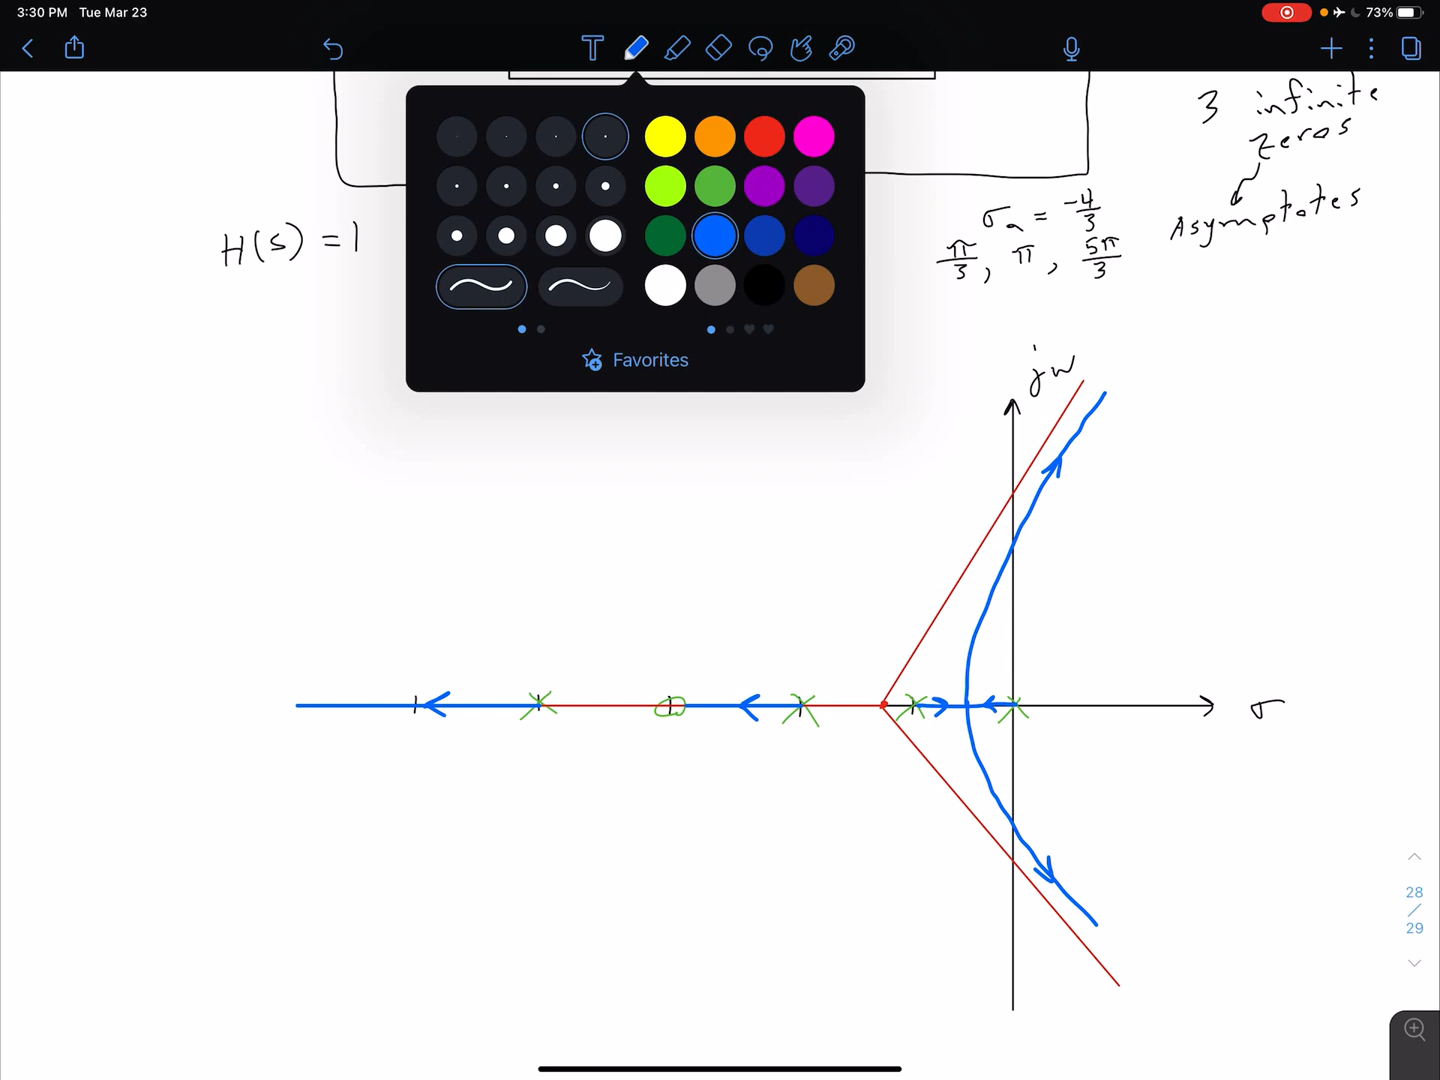 3:30 PM Tue Mar 23
73%
T
3 infinite
zeros
Asymptotes
H(s) = 1
σₐ = -4/3
π/3, π, 5π/3
Favorites
jω
σ
28
/
29